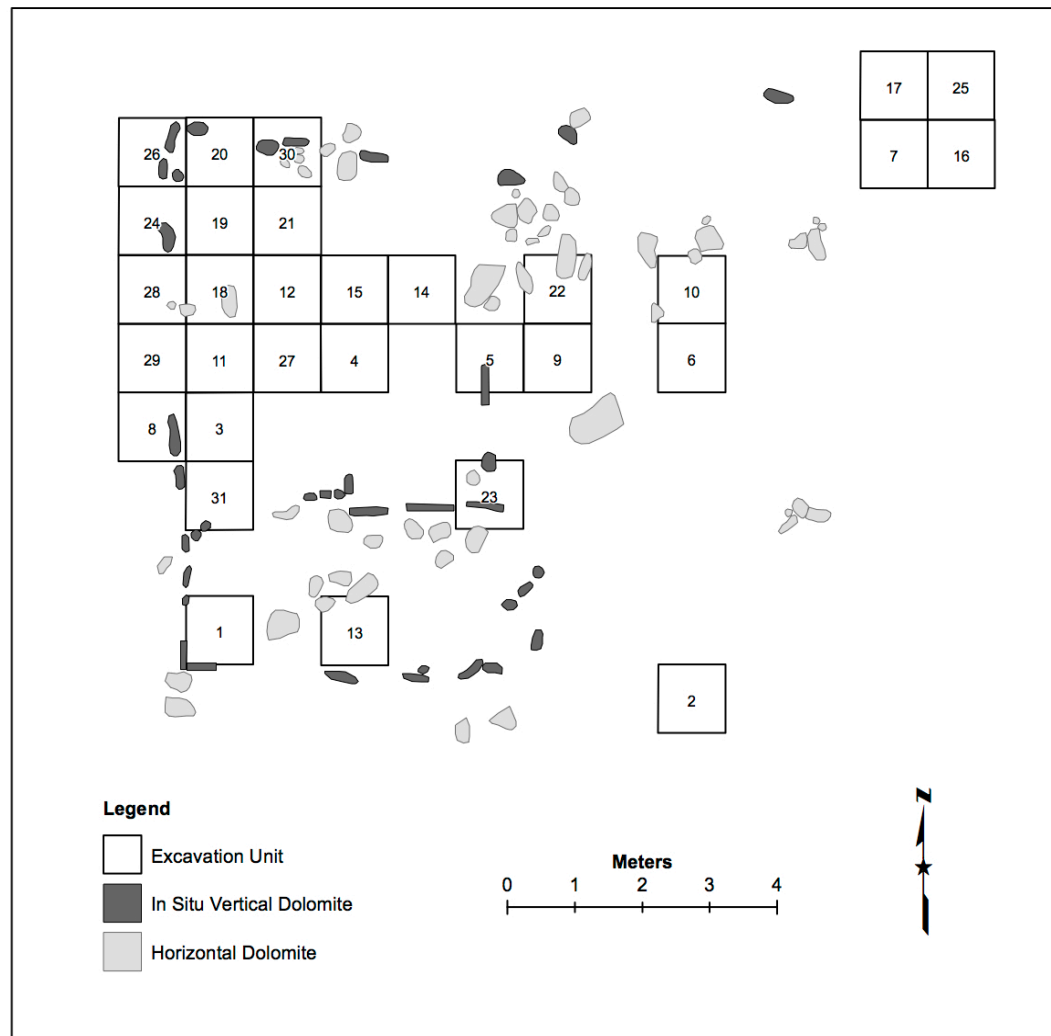 17 25
26 20 30 7 16
24 19 21
28 18 12 15 14 22 10
29 11 27 4 5 9 6
8 3
31 23
1 13
2
Legend
Excavation Unit
In Situ Vertical Dolomite
Horizontal Dolomite
Meters
0 1 2 3 4
N